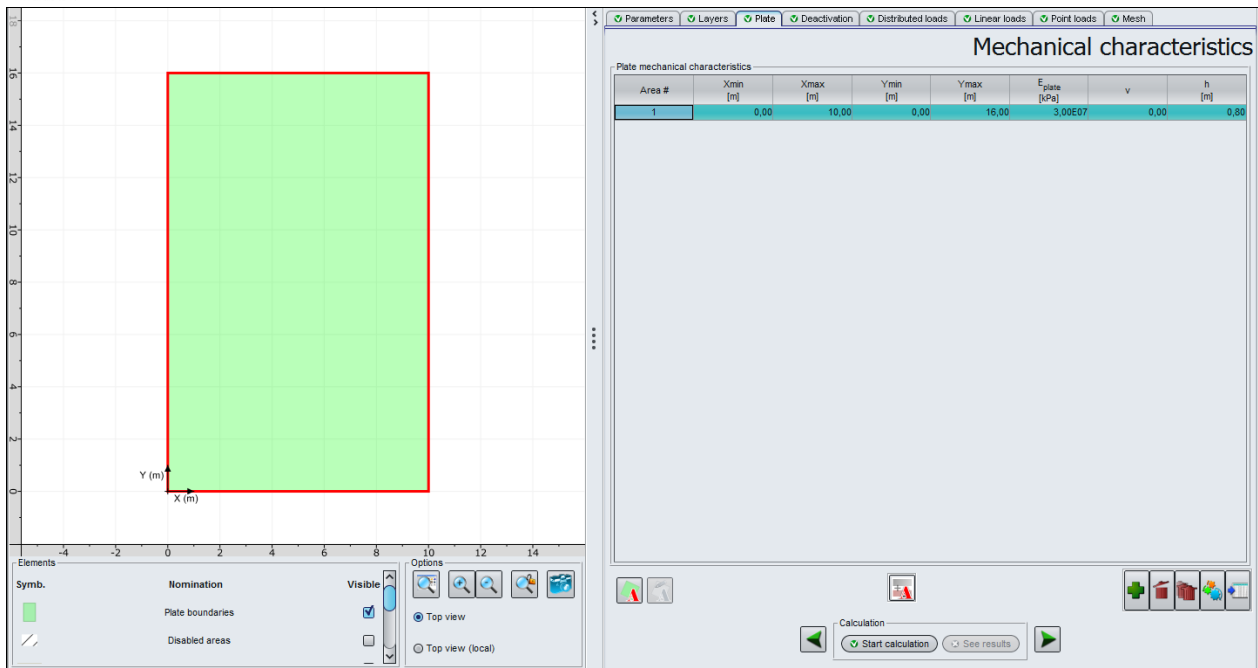 Parameters Layers Plate Deactivation Distributed loads Linear loads Point loads Mesh
Mechanical characteristics
Plate mechanical characteristics
Area # Xmin [m] Xmax [m] Ymin [m] Ymax [m] E plate [kPa] v h [m]
1 0,00 10,00 0,00 16,00 3,00E07 0,00 0,80
18
16
14
12
10
8
6
4
2
0
Y (m)
X (m)
-4 -2 0 2 4 6 8 10 12 14
Elements
Symb. Nomination Visible
Plate boundaries
Disabled areas
Options
Top view
Top view (local)
A
A
Calculation
Start calculation See results